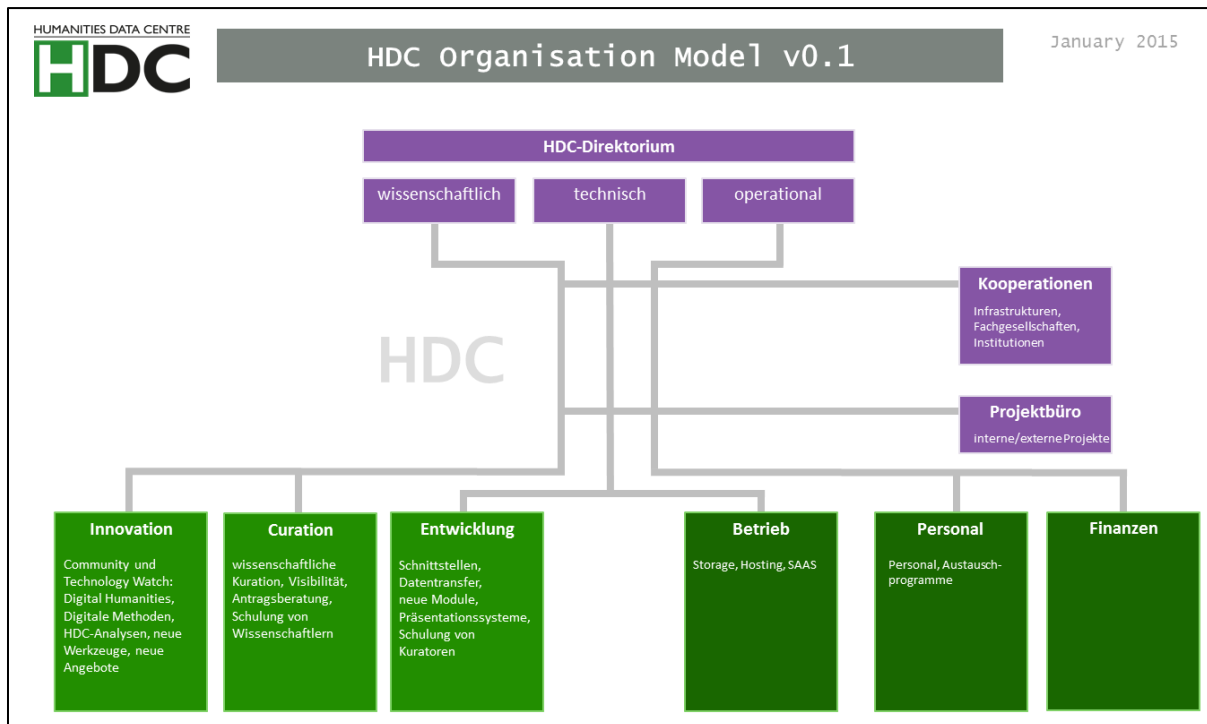 HUMANITIES DATA CENTRE
HDC
HDC Organisation Model v0.1
January 2015
HDC-Direktorium
wissenschaftlich
technisch
operational
Kooperationen
Infrastrukturen,
Fachgesellschaften,
Institutionen
HDC
Projektbüro
interne/externe Projekte
Innovation
Community und
Technology Watch:
Digital Humanities,
Digitale Methoden,
HDC-Analysen, neue
Werkzeuge, neue
Angebote
Curation
wissenschaftliche
Kuration, Visibilität,
Antragsberatung,
Schulung von
Wissenschaftlern
Entwicklung
Schnittstellen,
Datentransfer,
neue Module,
Präsentationssysteme,
Schulung von
Kuratoren
Betrieb
Storage, Hosting, SAAS
Personal
Personal, Austausch-
programme
Finanzen